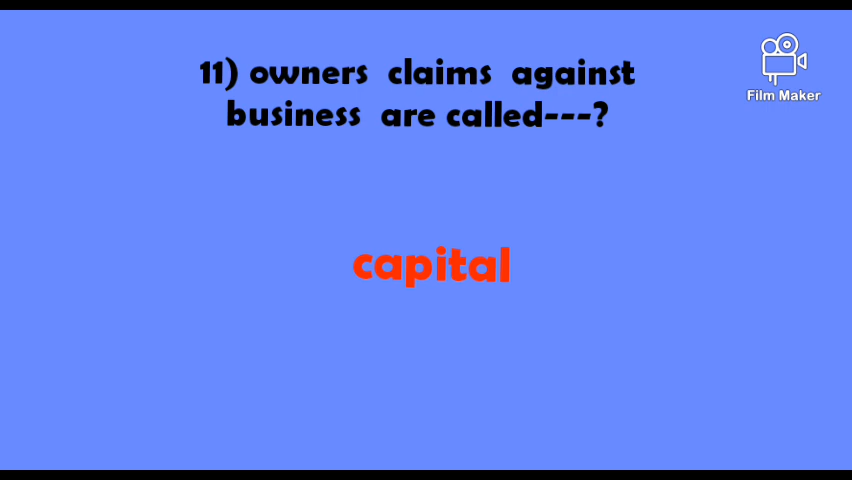 11) owners claims against
business are called---?
Film Maker
capital